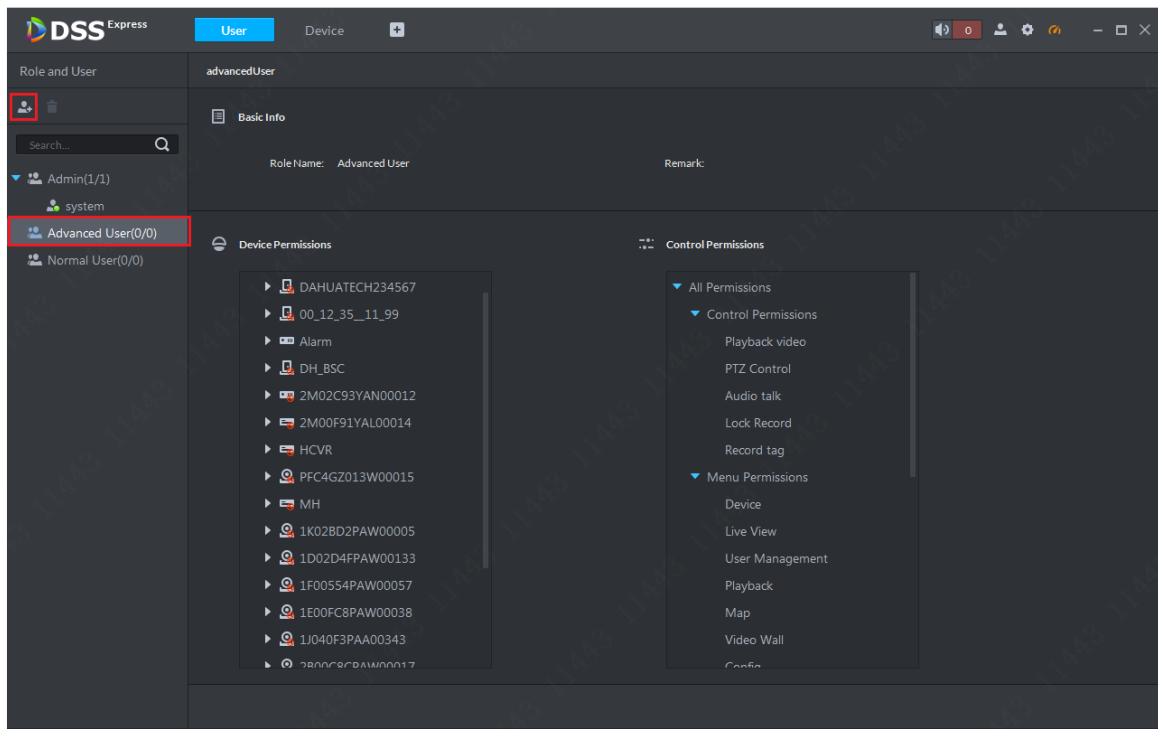 DSS Express
User
Device
0
Role and User
advancedUser
Search...
Admin(1/1)
system
Advanced User(0/0)
Normal User(0/0)
Basic Info
Role Name: Advanced User
Remark:
Device Permissions
DAHUATECH234567
00_12_35__11_99
Alarm
DH_BSC
2M02C93YAN00012
2M00F91YAL00014
HCVR
PFC4GZ013W00015
MH
1K02BD2PAW00005
1D02D4FPAW00133
1F00554PAW00057
1E00FC8PAW00038
1J040F3PAA00343
2B00C8CPAW00017
Control Permissions
All Permissions
Control Permissions
Playback video
PTZ Control
Audio talk
Lock Record
Record tag
Menu Permissions
Device
Live View
User Management
Playback
Map
Video Wall
Config